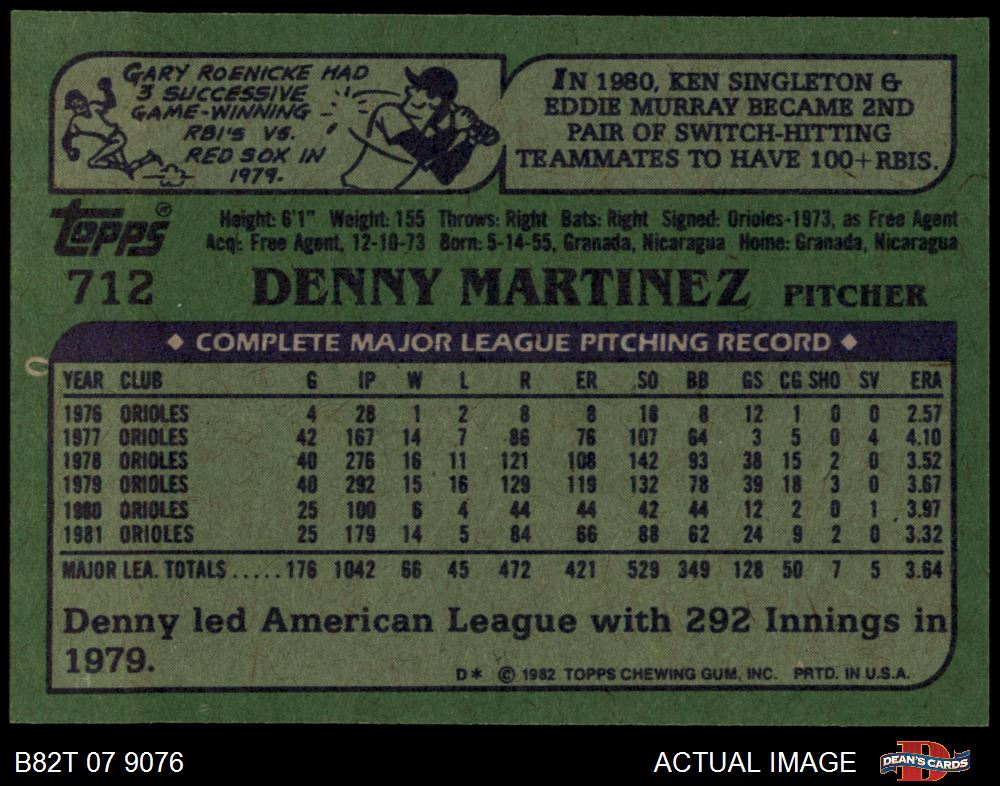 GARY ROENICKE HAD
3 SUCCESSIVE
GAME-WINNING
RBI'S VS.
RED SOX IN
1979.
IN 1980, KEN SINGLETON &
EDDIE MURRAY BECAME 2ND
PAIR OF SWITCH-HITTING
TEAMMATES TO HAVE 100+ RBIS.
TOPPS®
Height: 6'1" Weight: 155 Throws: Right Bats: Right Signed: Orioles-1973, as Free Agent
Acq: Free Agent, 12-10-73 Born: 5-14-55, Granada, Nicaragua Home: Granada, Nicaragua
712 DENNY MARTINEZ PITCHER
◆ COMPLETE MAJOR LEAGUE PITCHING RECORD ◆
YEAR CLUB G IP W L R ER SO BB GS CG SHO SV ERA
1976 ORIOLES 4 28 1 2 8 8 18 8 12 1 0 0 2.57
1977 ORIOLES 42 167 14 7 86 76 107 64 3 5 0 4 4.10
1978 ORIOLES 40 276 16 11 121 108 142 93 38 15 2 0 3.52
1979 ORIOLES 40 292 15 16 129 119 132 78 39 18 3 0 3.67
1980 ORIOLES 25 100 6 4 44 44 42 44 12 2 0 1 3.97
1981 ORIOLES 25 179 14 5 84 66 88 62 24 9 2 0 3.32
MAJOR LEA. TOTALS.....176 1042 66 45 472 421 529 349 128 50 7 5 3.64
Denny led American League with 292 Innings in
1979.
D* © 1982 TOPPS CHEWING GUM, INC. PRTD. IN U.S.A.
B82T 07 9076 ACTUAL IMAGE
D
DEAN'S CARDS